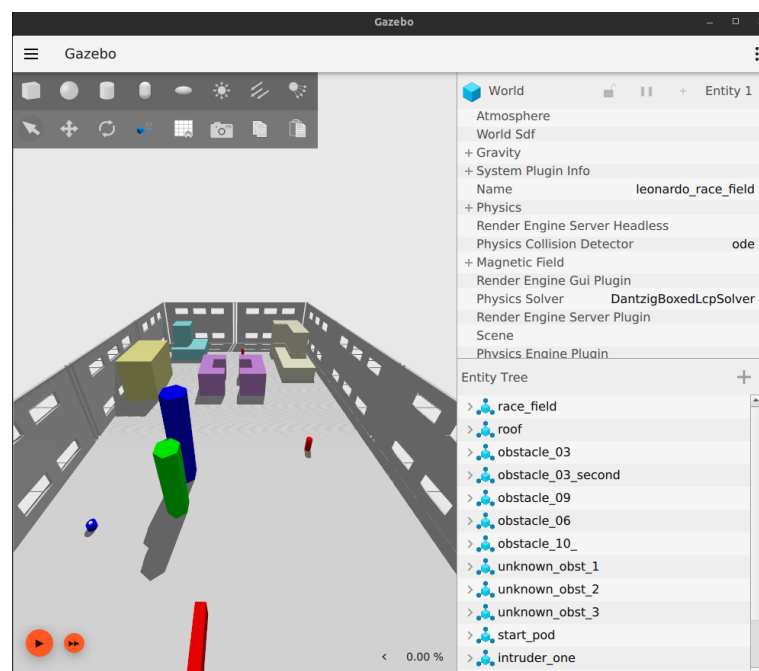 Gazebo
Gazebo
World Entity 1
Atmosphere
World Sdf
+ Gravity
+ System Plugin Info
Name leonardo_race_field
+ Physics
Render Engine Server Headless
Physics Collision Detector ode
+ Magnetic Field
Render Engine Gui Plugin
Physics Solver DantzigBoxedLcpSolver
Render Engine Server Plugin
Scene
Physics Engine Plugin
Entity Tree
race_field
roof
obstacle_03
obstacle_03_second
obstacle_09
obstacle_06
obstacle_10_
unknown_obst_1
unknown_obst_2
unknown_obst_3
start_pod
intruder_one
0.00 %